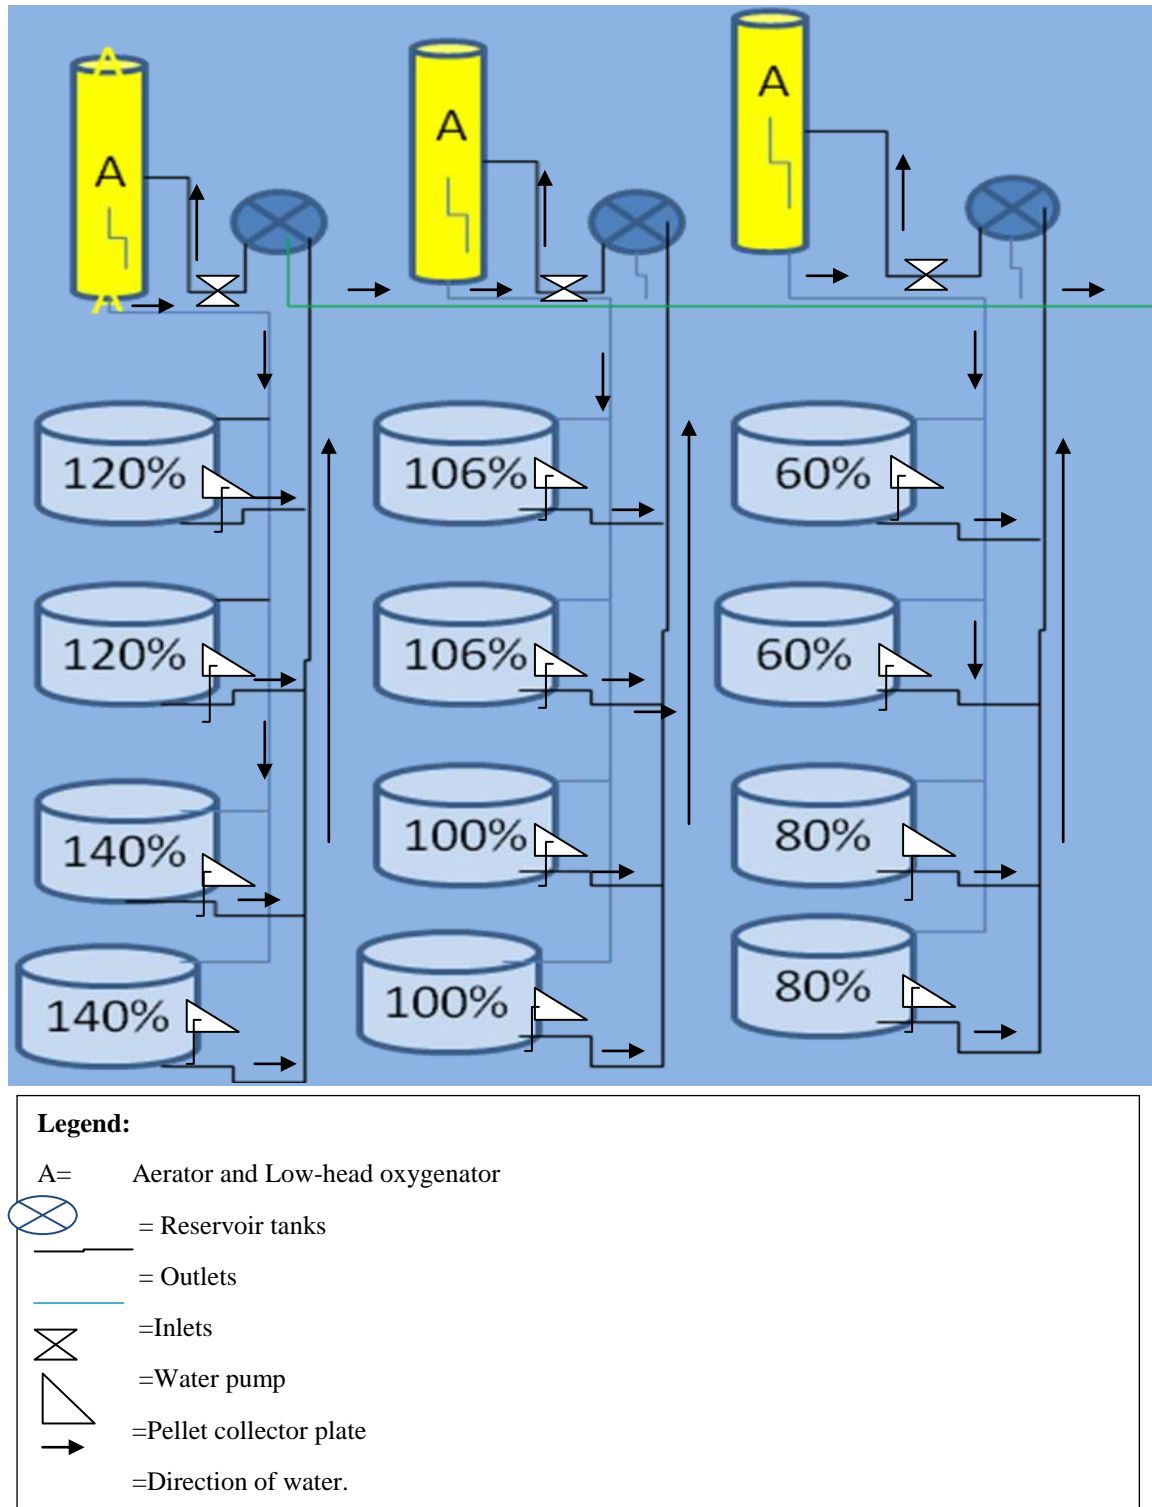 A
A
A
120%
106%
60%
120%
106%
60%
140%
100%
80%
140%
100%
80%
Legend:
A= Aerator and Low-head oxygenator
= Reservoir tanks
= Outlets
=Inlets
=Water pump
=Pellet collector plate
=Direction of water.